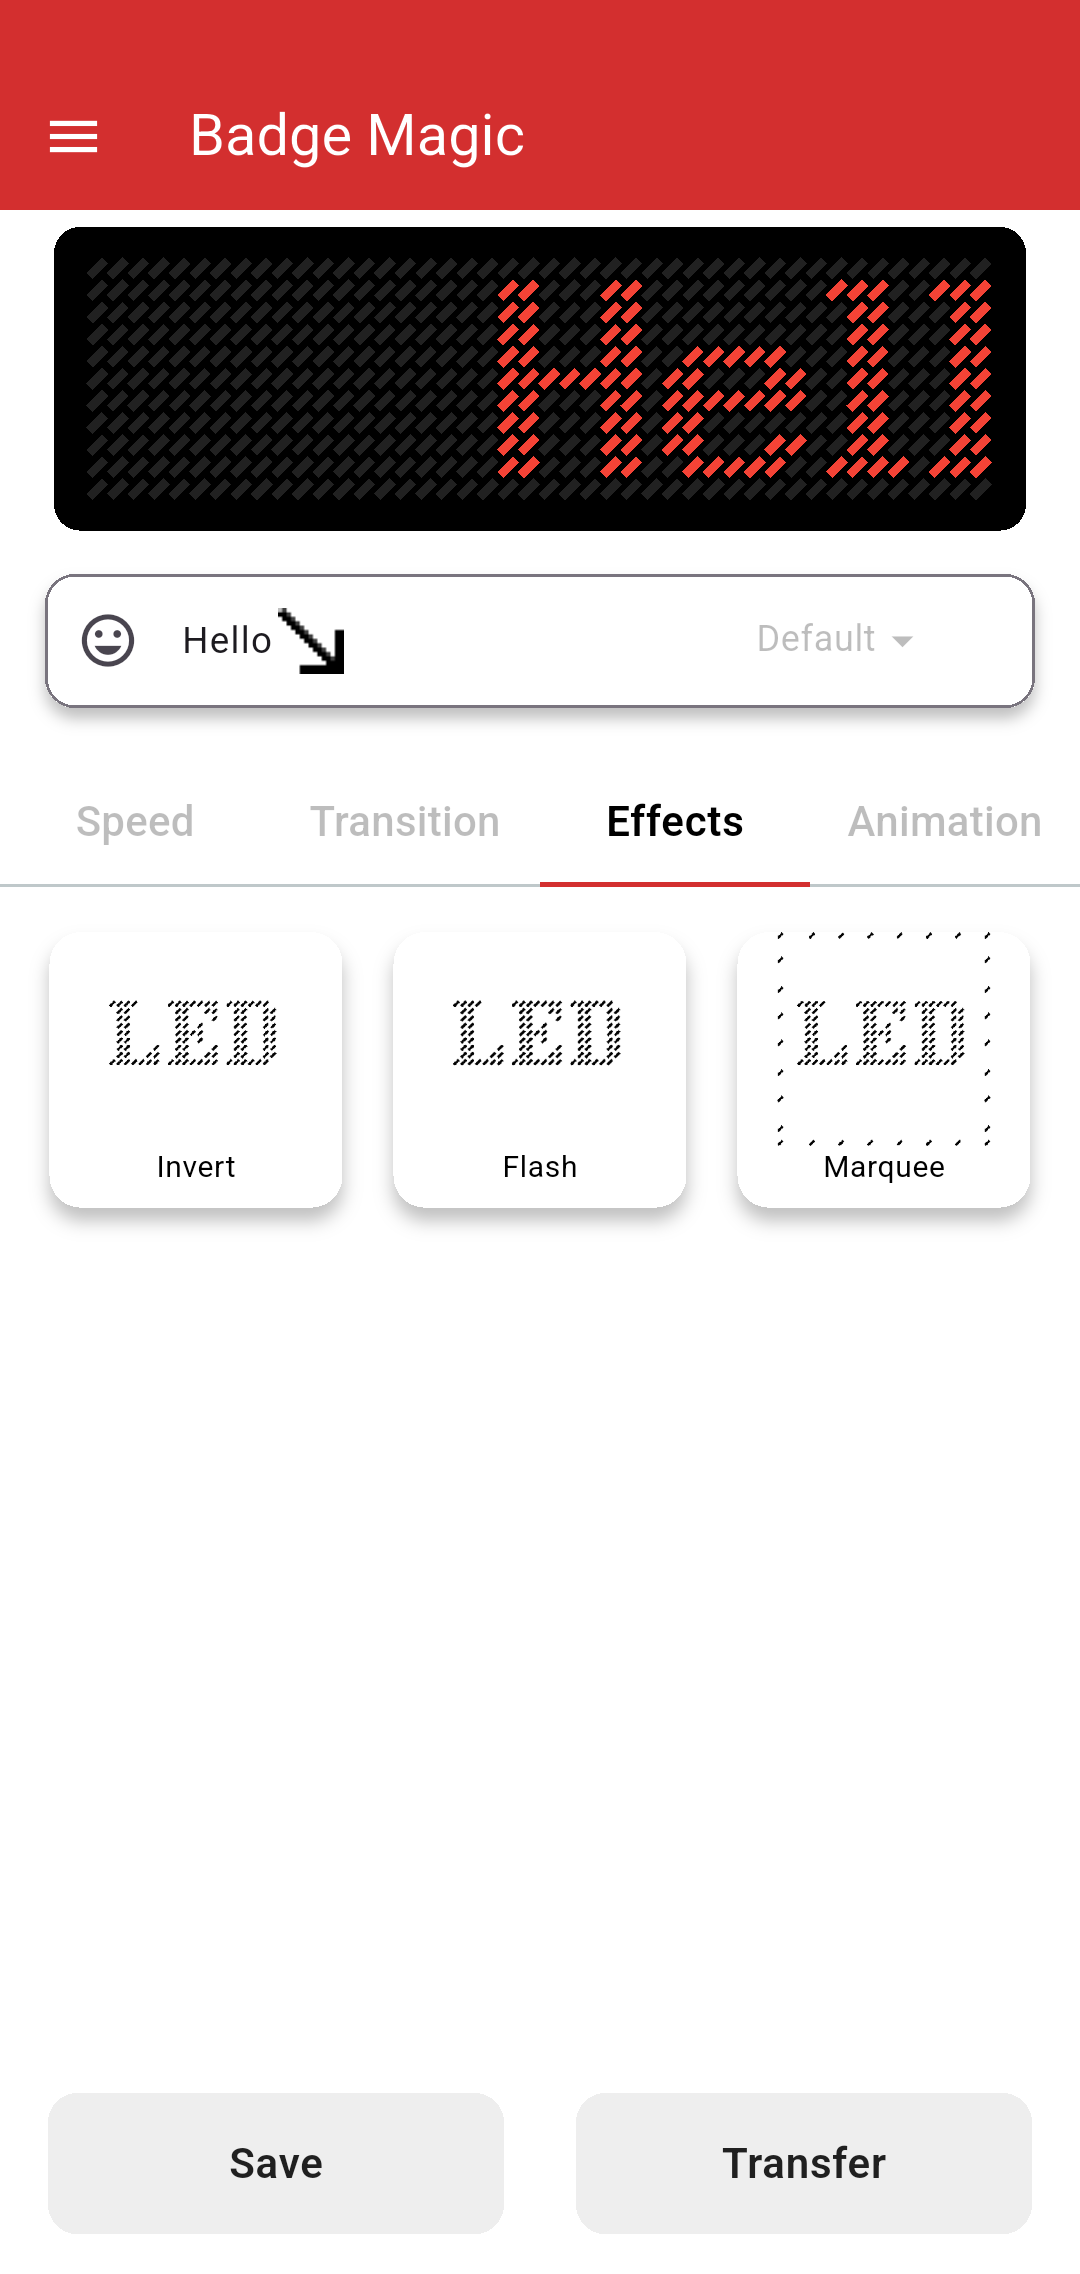 Badge Magic
Hell
Hello
Default
Speed Transition Effects Animation
LED LED LED
Invert Flash Marquee
Save Transfer